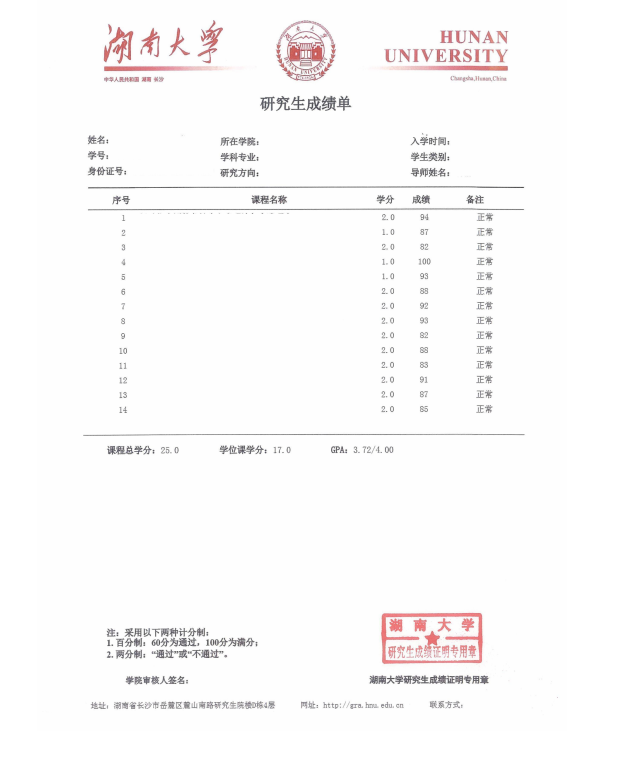 湖南大学
中华人民共和国 湖南 长沙
HUNAN UNIVERSITY
HUNAN
UNIVERSITY
Changsha,Hunan,China
研究生成绩单
姓名： 所在学院： 入学时间：
学号： 学科专业： 学生类别：
身份证号： 研究方向： 导师姓名：
序号 课程名称 学分 成绩 备注
1 2.0 94 正常
2 1.0 87 正常
3 2.0 82 正常
4 1.0 100 正常
5 1.0 93 正常
6 2.0 88 正常
7 2.0 92 正常
8 2.0 93 正常
9 2.0 82 正常
10 2.0 88 正常
11 2.0 83 正常
12 2.0 91 正常
13 2.0 87 正常
14 2.0 85 正常
课程总学分：25.0 学位课学分：17.0 GPA：3.72/4.00
注：采用以下两种计分制：
1. 百分制：60分为通过，100分为满分；
2. 两分制：“通过”或“不通过”。
湖南大学
研究生成绩证明专用章
学院审核人签名： 湖南大学研究生成绩证明专用章
地址：湖南省长沙市岳麓区麓山南路研究生院楼D栋4层 网址：http://gra.hnu.edu.cn 联系方式：